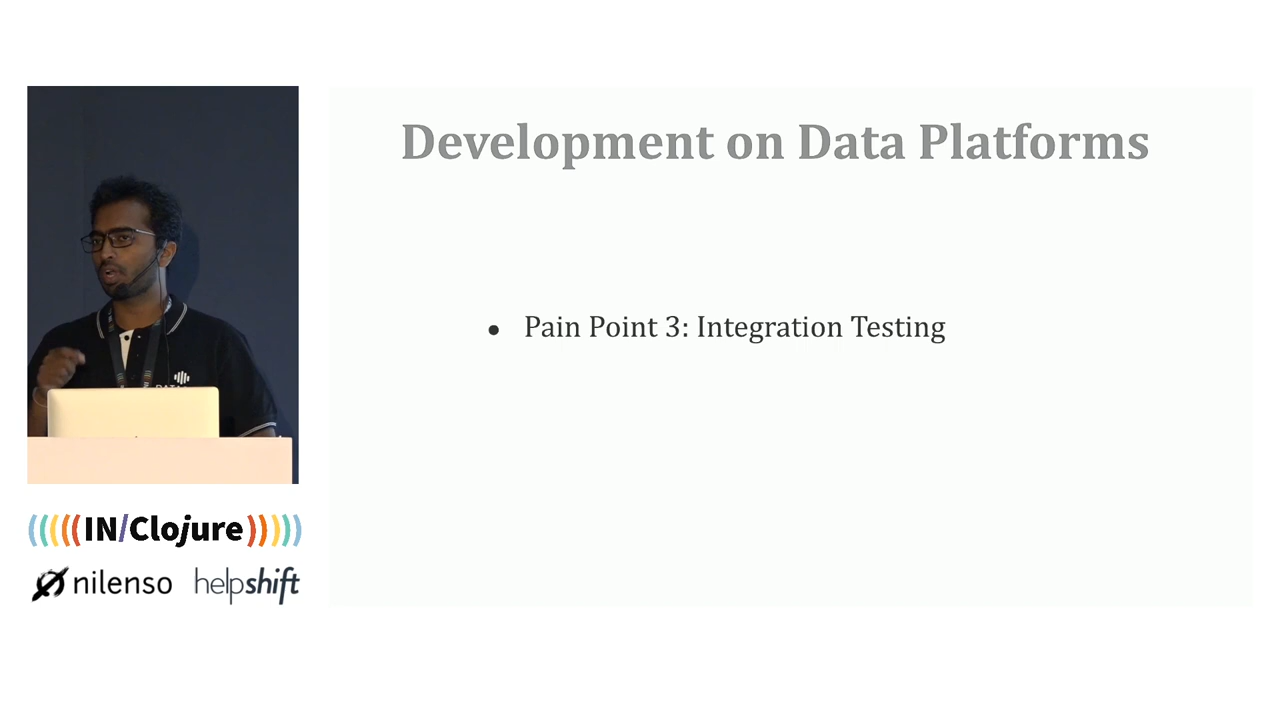 Development on Data Platforms
● Pain Point 3: Integration Testing
(((((IN/Clojure)))))
nilenso helpshift